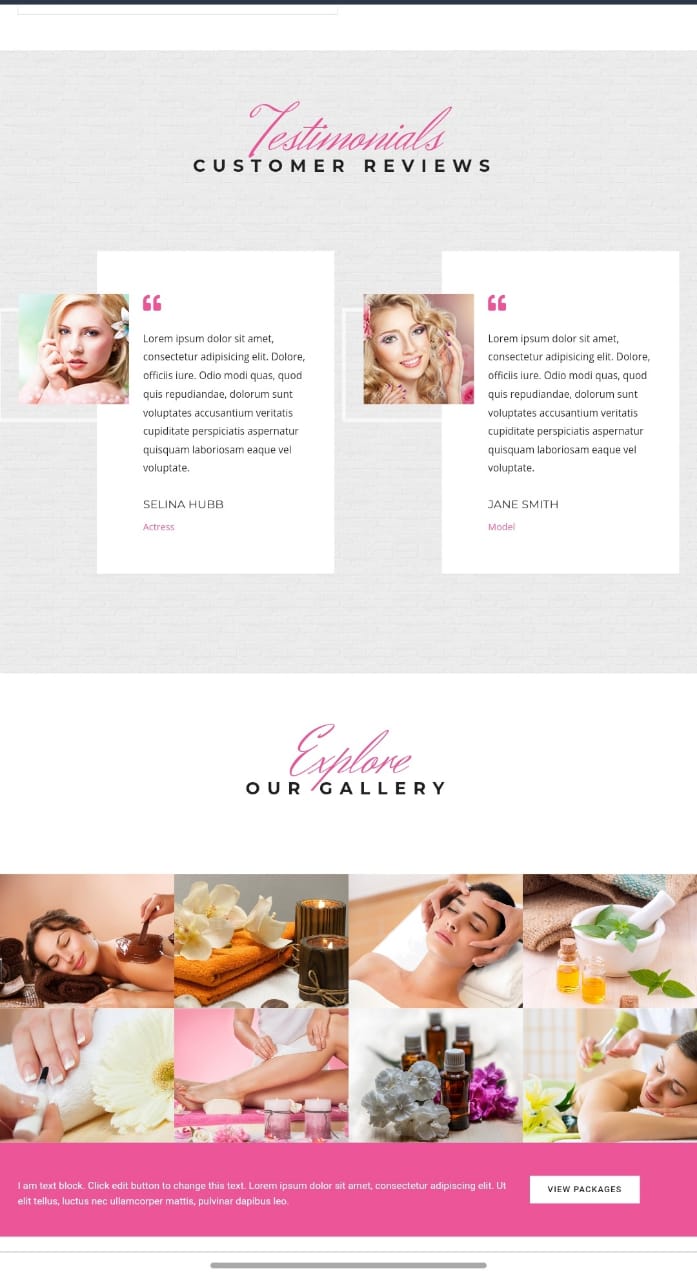 Testimonials
CUSTOMER REVIEWS
Lorem ipsum dolor sit amet,
consectetur adipisicing elit. Dolore,
officiis iure. Odio modi quas, quod
quis repudiandae, dolorum sunt
voluptates accusantium veritatis
cupiditate perspiciatis aspernatur
quisquam laboriosam eaque vel
voluptate.
SELINA HUBB
Actress
Lorem ipsum dolor sit amet,
consectetur adipisicing elit. Dolore,
officiis iure. Odio modi quas, quod
quis repudiandae, dolorum sunt
voluptates accusantium veritatis
cupiditate perspiciatis aspernatur
quisquam laboriosam eaque vel
voluptate.
JANE SMITH
Model
Explore
OUR GALLERY
I am text block. Click edit button to change this text. Lorem ipsum dolor sit amet, consectetur adipiscing elit. Ut
elit tellus, luctus nec ullamcorper mattis, pulvinar dapibus leo.
VIEW PACKAGES